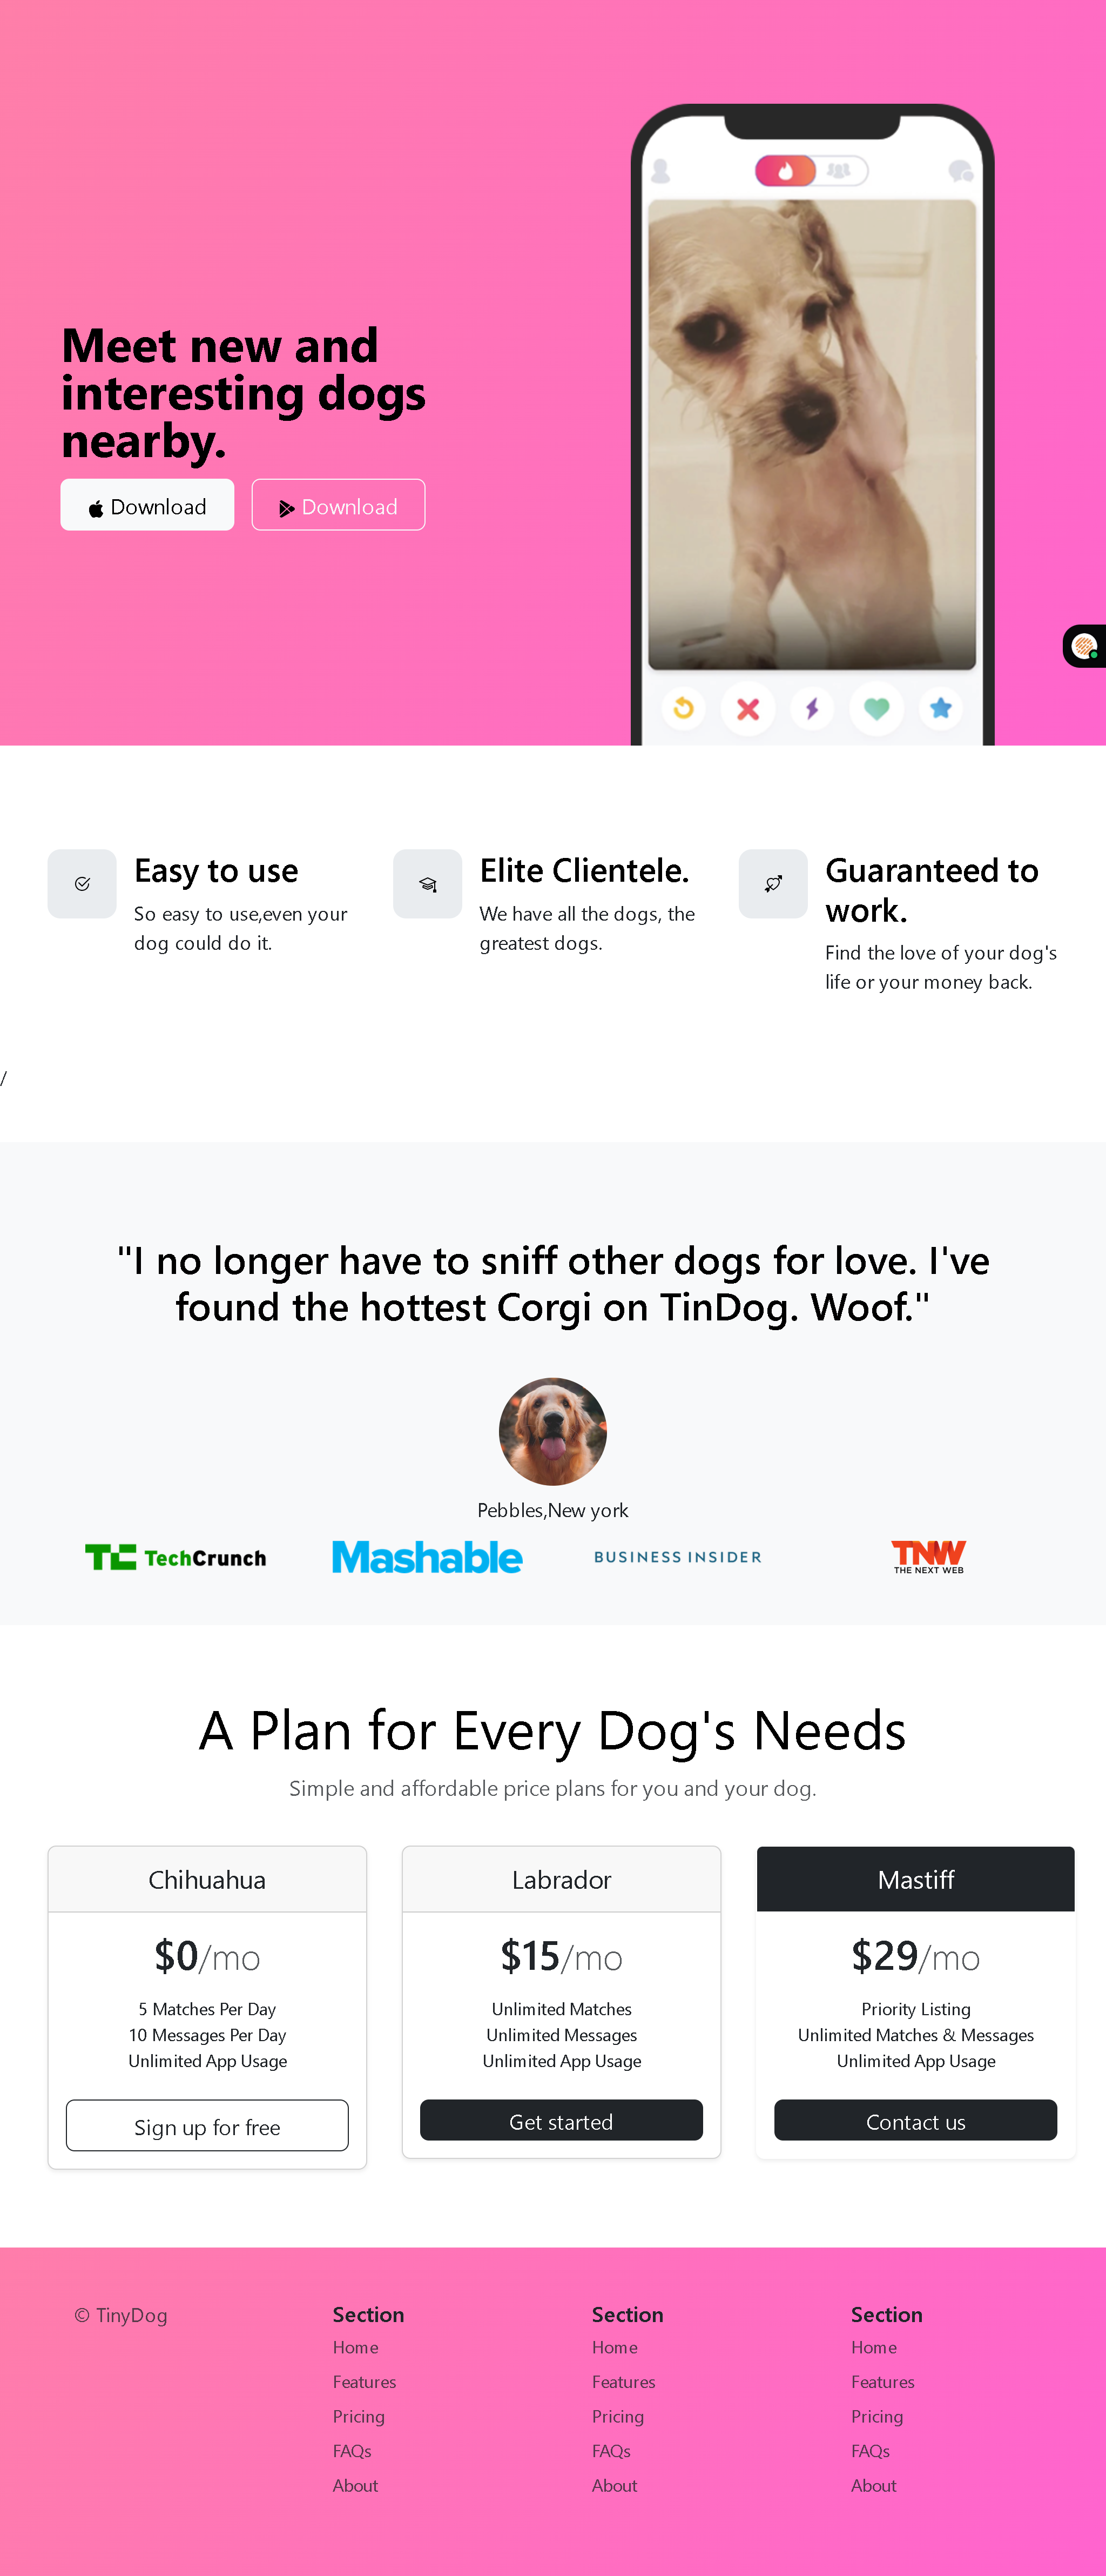 Meet new and
interesting dogs
nearby.
Download
Download
Easy to use
So easy to use,even your
dog could do it.
Elite Clientele.
We have all the dogs, the
greatest dogs.
Guaranteed to
work.
Find the love of your dog's
life or your money back.
/
"I no longer have to sniff other dogs for love. I've
found the hottest Corgi on TinDog. Woof."
Pebbles,New york
TC TechCrunch
Mashable
BUSINESS INSIDER
TNW
THE NEXT WEB
A Plan for Every Dog's Needs
Simple and affordable price plans for you and your dog.
Chihuahua
$0/mo
5 Matches Per Day
10 Messages Per Day
Unlimited App Usage
Sign up for free
Labrador
$15/mo
Unlimited Matches
Unlimited Messages
Unlimited App Usage
Get started
Mastiff
$29/mo
Priority Listing
Unlimited Matches & Messages
Unlimited App Usage
Contact us
© TinyDog
Section
Home
Features
Pricing
FAQs
About
Section
Home
Features
Pricing
FAQs
About
Section
Home
Features
Pricing
FAQs
About